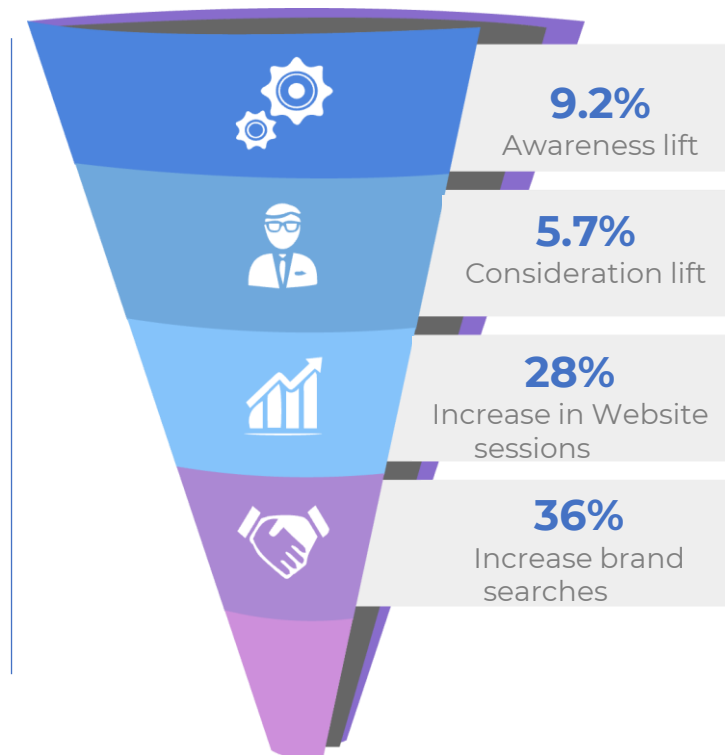 9.2%
Awareness lift
5.7%
Consideration lift
28%
Increase in Website
sessions
36%
Increase brand
searches